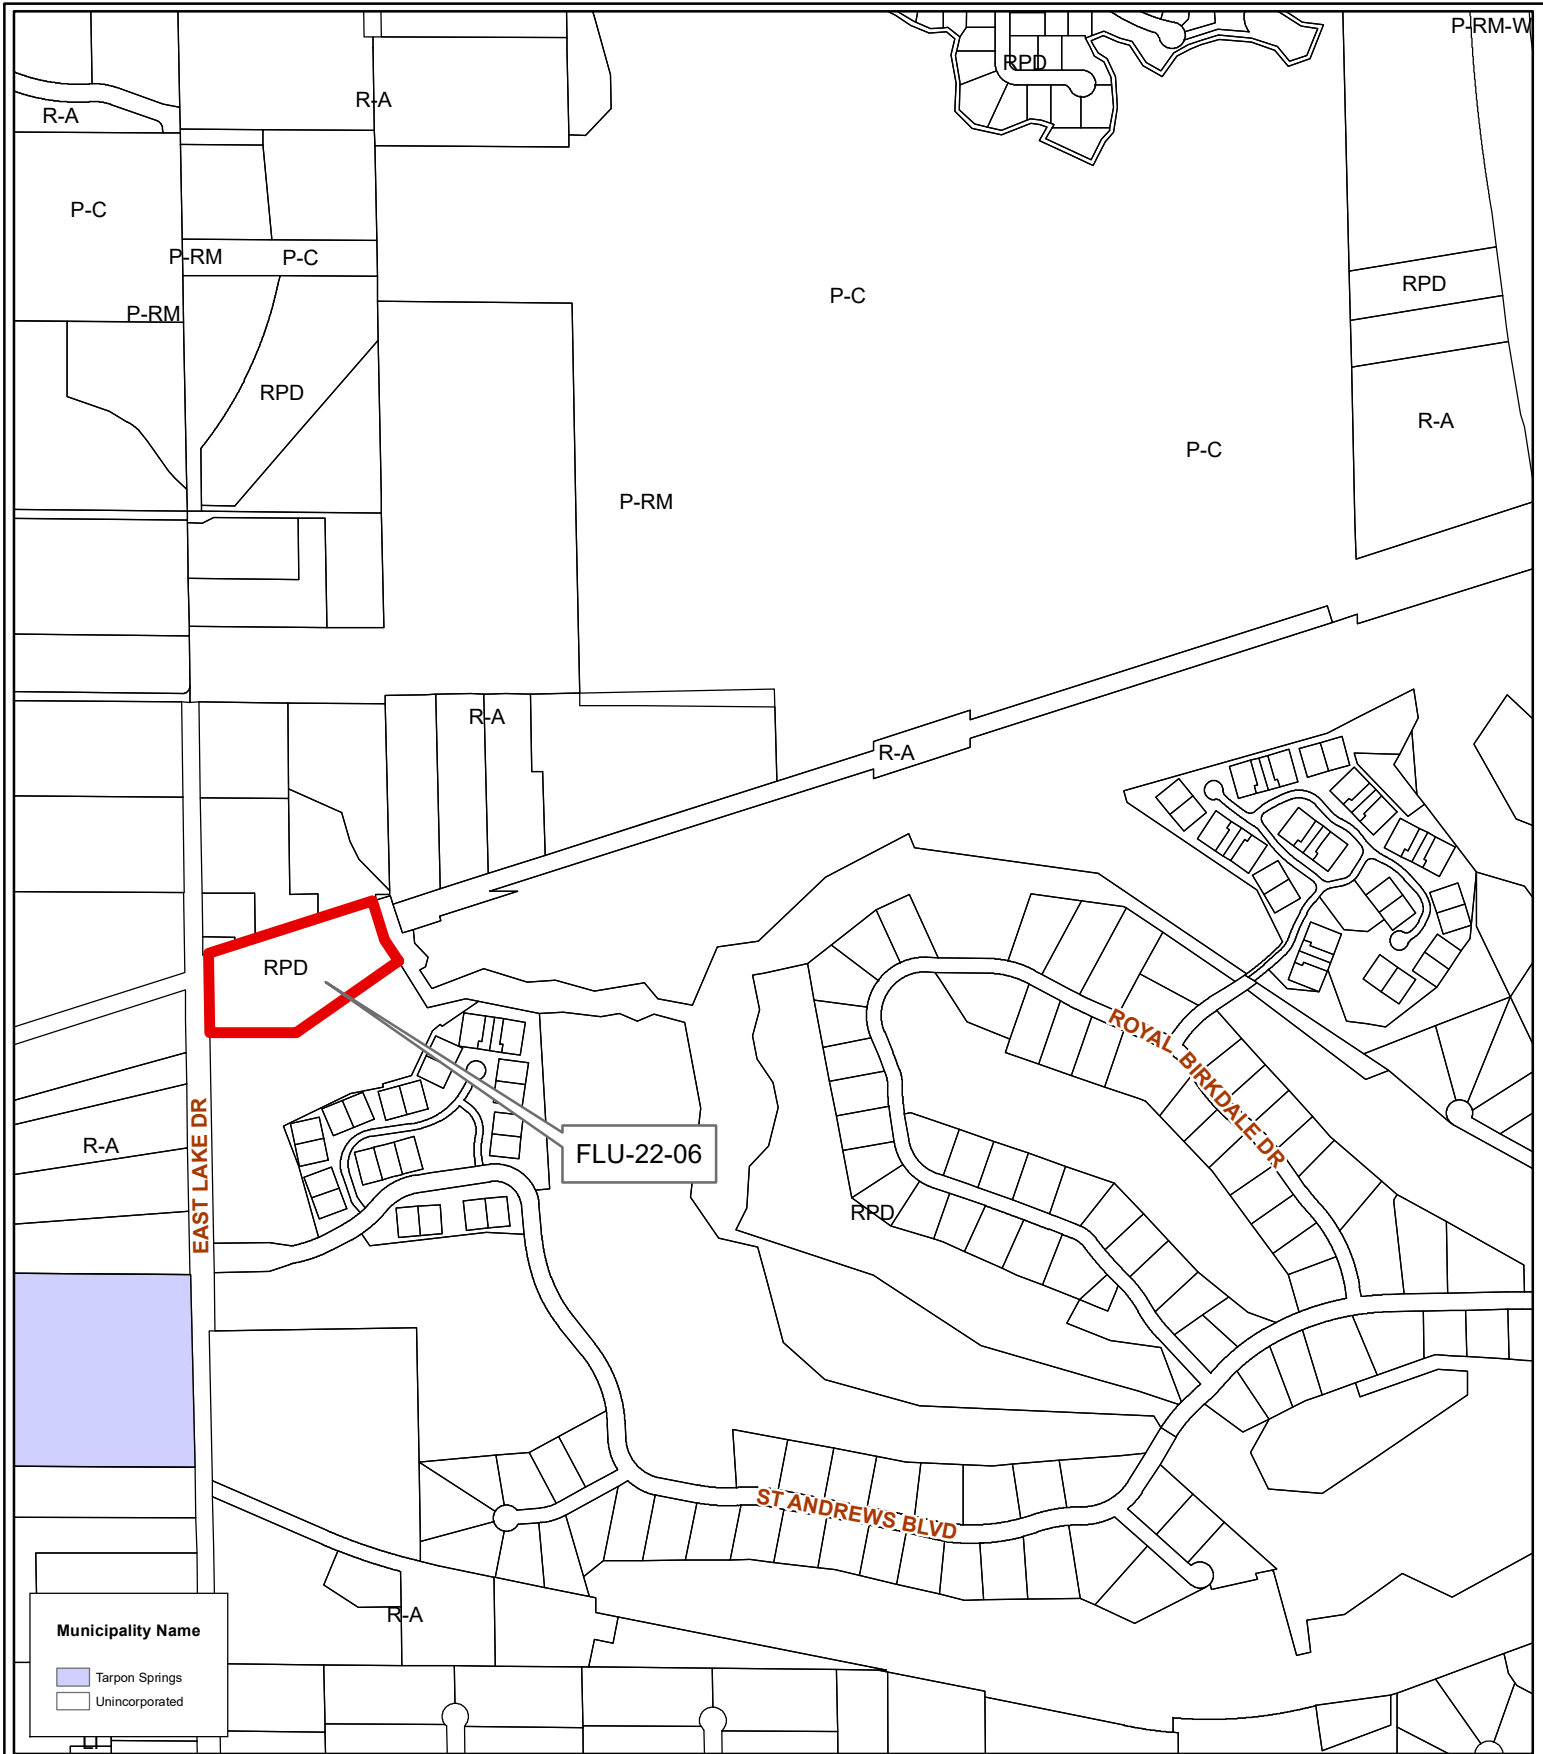 P-RM-W
RPD
R-A
R-A
P-C
P-RM
P-C
RPD
P-C
P-RM
RPD
R-A
P-C
P-RM
R-A
R-A
RPD
ROYAL BIRKDALE DR
EAST LAKE DR
R-A
FLU-22-06
RPD
ST ANDREWS BLVD
R-A
Municipality Name
Tarpon Springs
Unincorporated